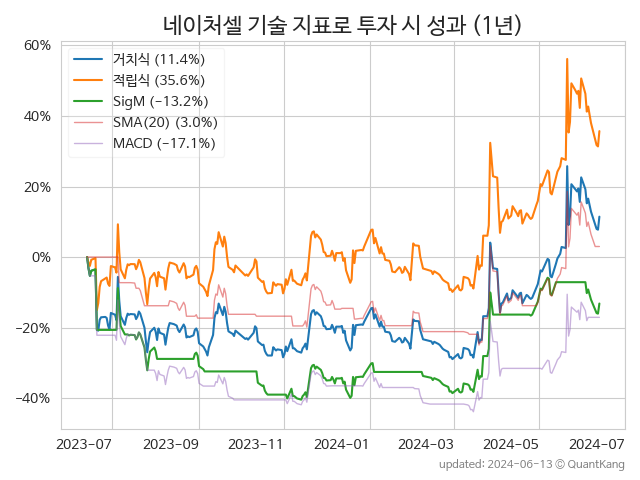 네이처셀 기술 지표로 투자 시 성과 (1년)
60%
40%
20%
0%
−20%
−40%
거치식 (11.4%)
적립식 (35.6%)
SigM (−13.2%)
SMA(20) (3.0%)
MACD (−17.1%)
2023−07
2023−09
2023−11
2024−01
2024−03
2024−05
2024−07
updated: 2024−06−13 © QuantKang